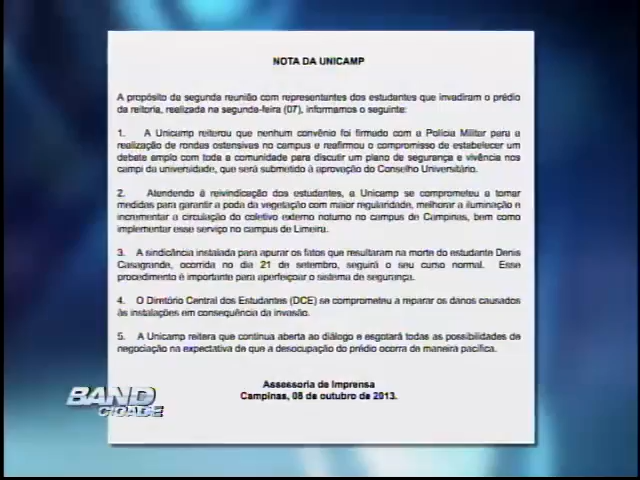 NOTA DA UNICAMP
A propósito da segunda reunião com representantes dos estudantes que invadiram o prédio
da reitoria, realizada na segunda-feira (07), informamos o seguinte:
1. A Unicamp reiterou que nenhum convênio foi firmado com a Polícia Militar para a
realização de rondas ostensivas no campus e reafirmou o compromisso de estabelecer um
debate amplo com toda a comunidade para discutir um plano de segurança e vivência nos
campi da universidade, que será submetido à aprovação do Conselho Universitário.
2. Atendendo à reivindicação dos estudantes, a Unicamp se comprometeu a tomar
medidas para garantir a poda da vegetação com maior regularidade, melhorar a iluminação e
incrementar a circulação do coletivo externo noturno no campus de Campinas, bem como
implementar esse serviço no campus de Limeira.
3. A sindicância instalada para apurar os fatos que resultaram na morte do estudante Denis
Casagrande, ocorrida no dia 21 de setembro, seguirá o seu curso normal. Esse
procedimento é importante para aperfeiçoar o sistema de segurança.
4. O Diretório Central dos Estudantes (DCE) se comprometeu a reparar os danos causados
às instalações em consequência da invasão.
5. A Unicamp reitera que continua aberta ao diálogo e esgotará todas as possibilidades de
negociação na expectativa de que a desocupação do prédio ocorra de maneira pacífica.
Assessoria de Imprensa
Campinas, 08 de outubro de 2013.
BAND
CIDADE